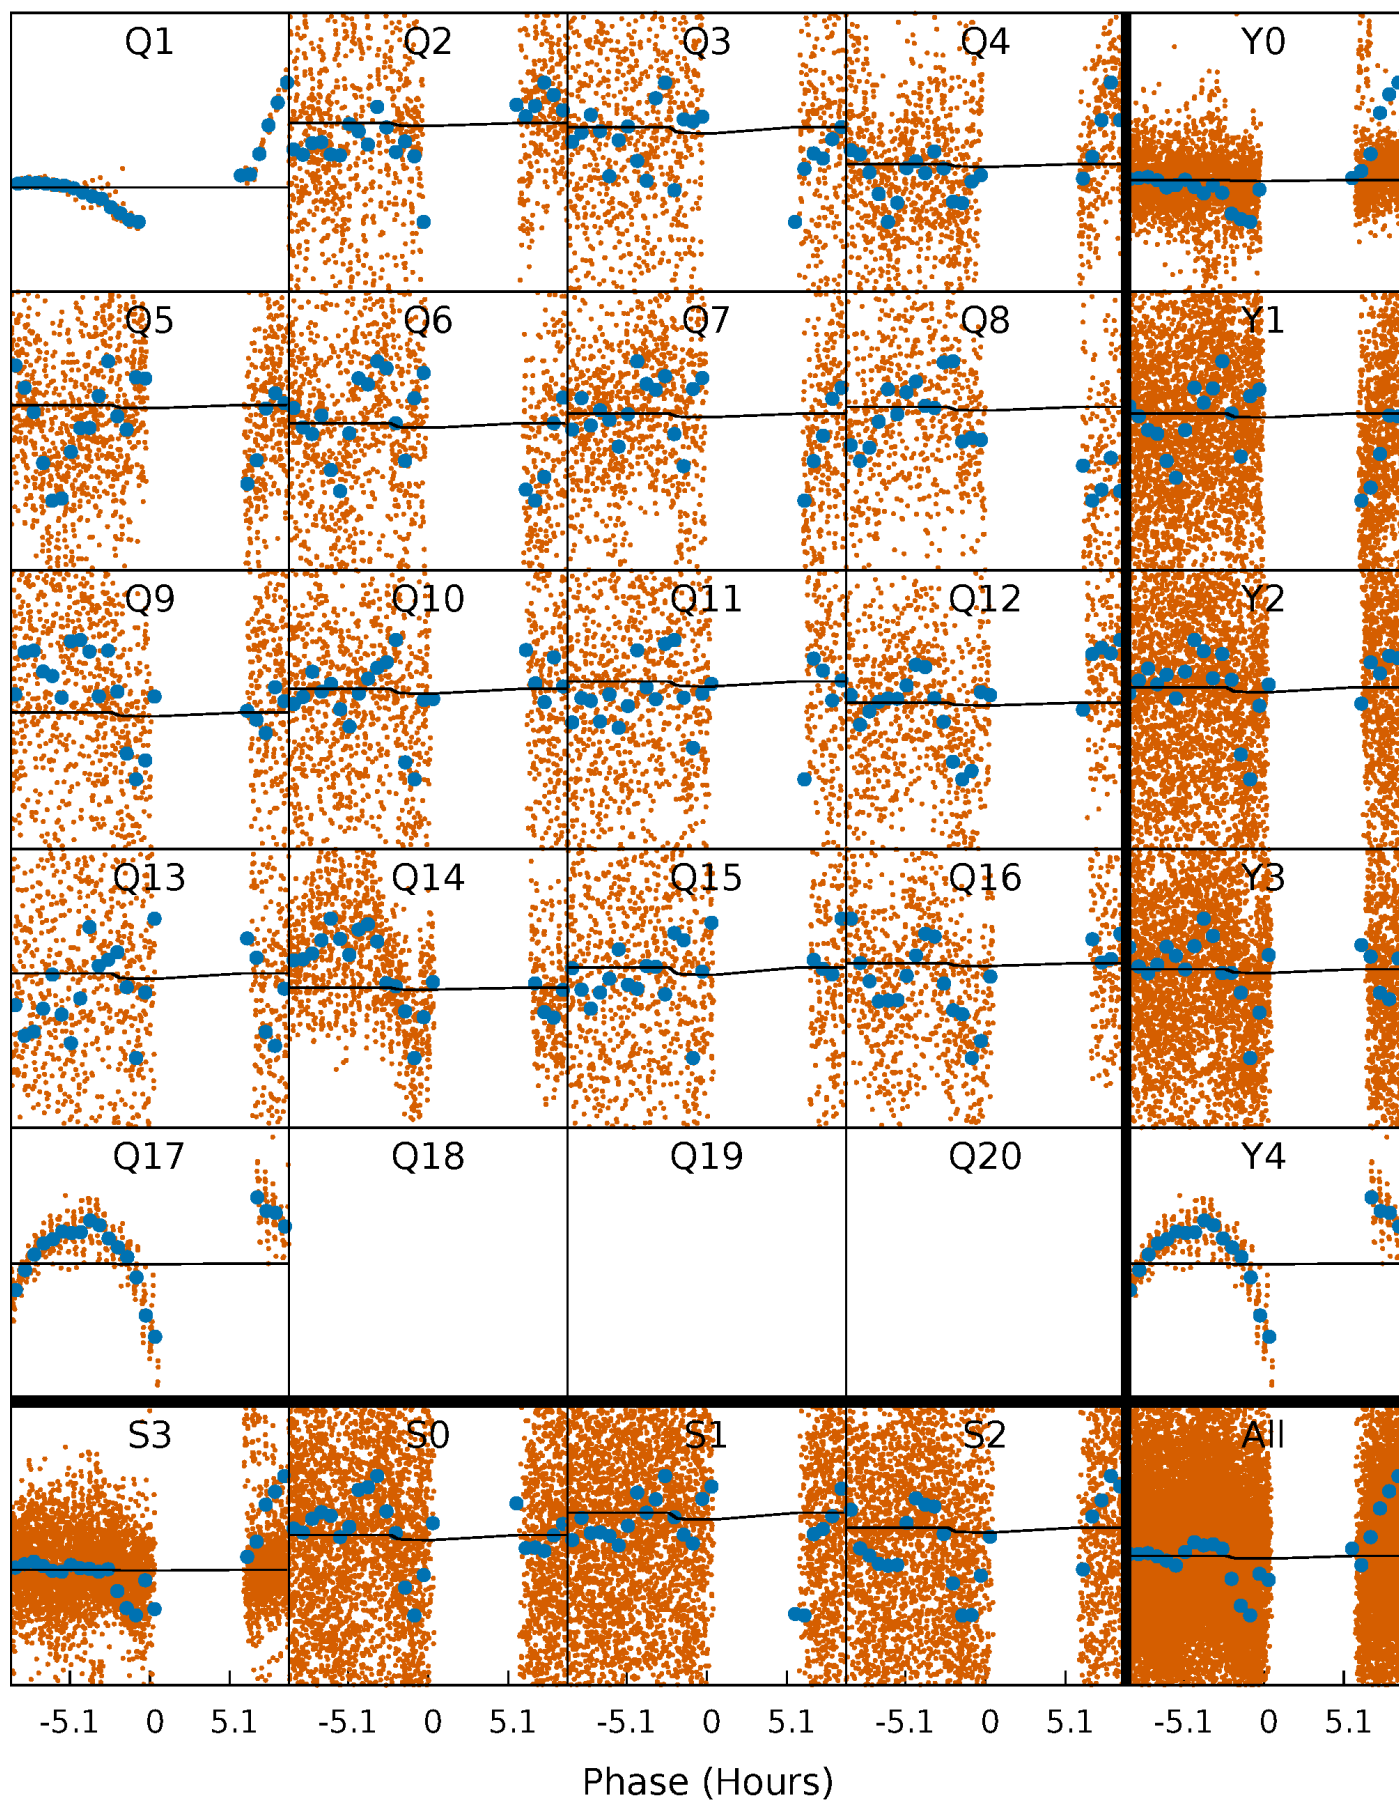 Q1 Q2 Q3 Q4 Y0
Q5 Q6 Q7 Q8 Y1
Q9 Q10 Q11 Q12 Y2
Q13 Q14 Q15 Q16 Y3
Q17 Q18 Q19 Q20 Y4
S3 S0 S1 S2 All
-5.1 0 5.1 -5.1 0 5.1 -5.1 0 5.1 -5.1 0 5.1 -5.1 0 5.1
Phase (Hours)